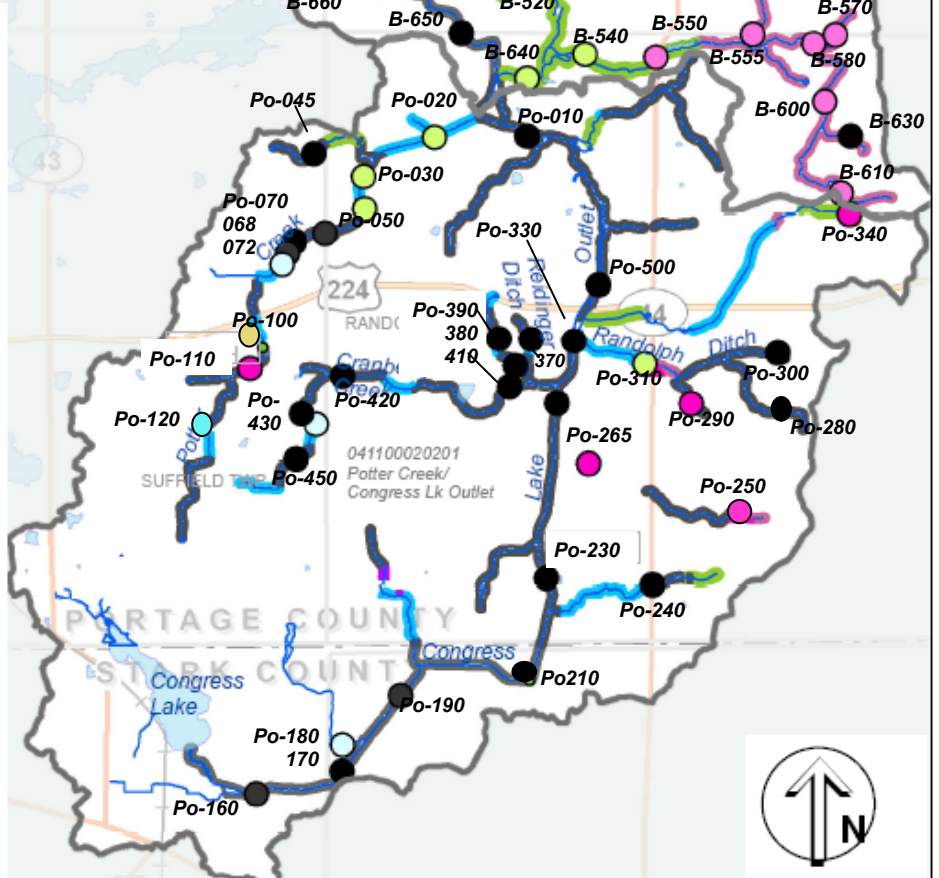 B-660
B-650
B-520
B-550
B-570
B-540
B-640
B-555
B-580
Po-045
Po-020
Po-010
B-600
B-630
43
Po-030
B-610
Po-070
068
072
Creek
Po-050
Po-330
Outlet
Po-340
Po-500
224
Reidinger
Ditch
44
Po-390
380
410
370
Po-100
Randolph
Ditch
Po-110
Po-310
Po-300
Creek
Po-
430
Po-420
Po-120
Po-290
Po-280
Po-265
041100020201
Potter Creek/
Congress Lk Outlet
SUFFIELD TWP
Po-450
Lake
Po-250
Po-230
Po-240
PORTAGE COUNTY
STARK COUNTY
Congress
Po210
Congress
Lake
Po-190
Po-180
170
Po-160
N